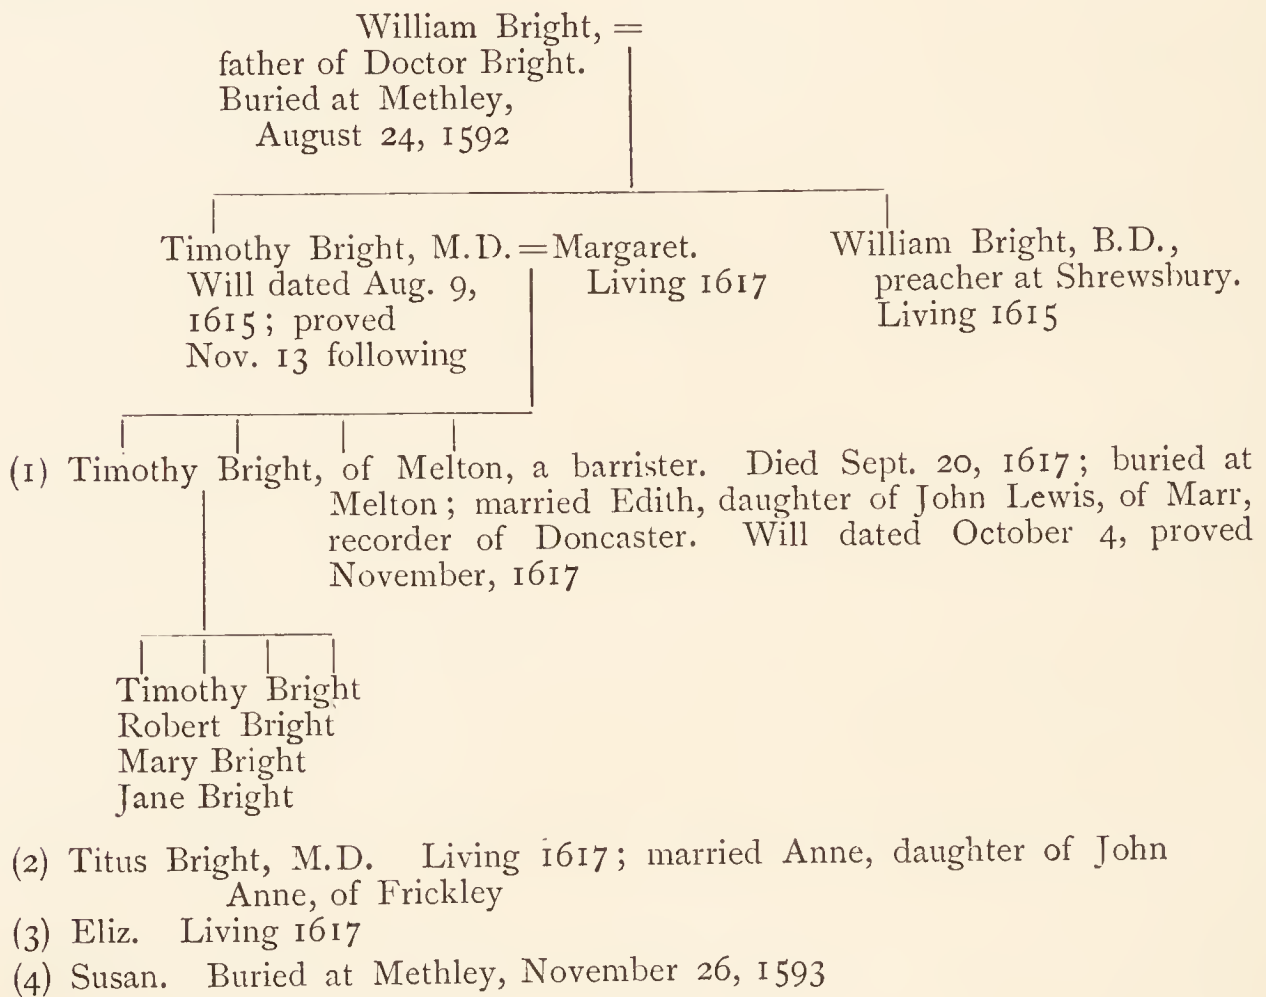 William Bright, =
father of Doctor Bright.
Buried at Methley,
August 24, 1592
Timothy Bright, M.D. = Margaret.
Will dated Aug. 9,
1615; proved
Nov. 13 following
Living 1617
William Bright, B.D.,
preacher at Shrewsbury.
Living 1615
(1) Timothy Bright, of Melton, a barrister. Died Sept. 20, 1617; buried at
Melton; married Edith, daughter of John Lewis, of Marr,
recorder of Doncaster. Will dated October 4, proved
November, 1617
Timothy Bright
Robert Bright
Mary Bright
Jane Bright
(2) Titus Bright, M.D. Living 1617; married Anne, daughter of John
Anne, of Frickley
(3) Eliz. Living 1617
(4) Susan. Buried at Methley, November 26, 1593